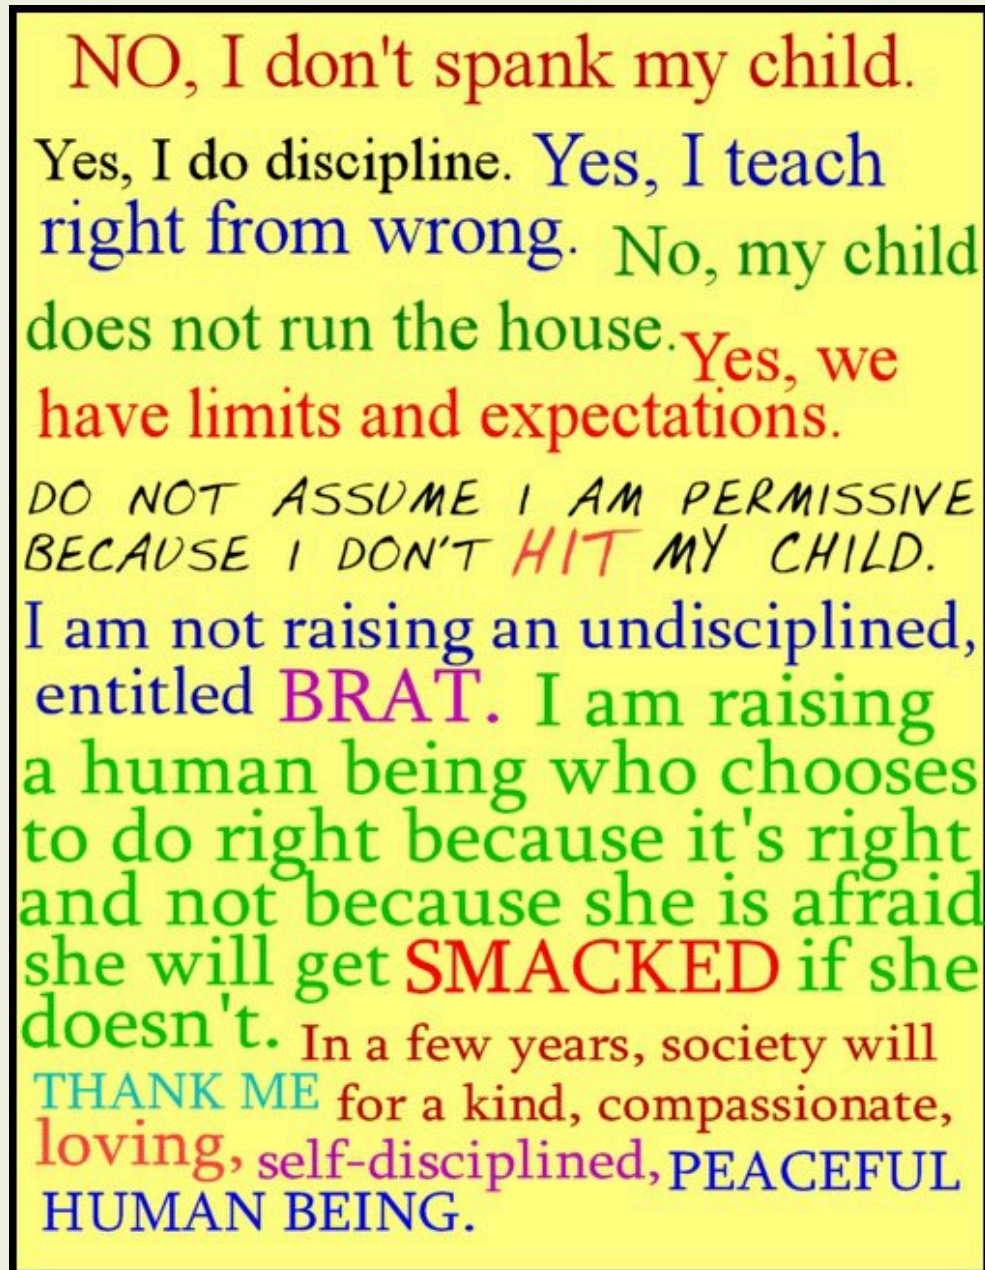 NO, I don't spank my child.
Yes, I do discipline. Yes, I teach
right from wrong. No, my child
does not run the house. Yes, we
have limits and expectations.
DO NOT ASSUME I AM PERMISSIVE
BECAUSE I DON'T HIT MY CHILD.
I am not raising an undisciplined,
entitled BRAT. I am raising
a human being who chooses
to do right because it's right
and not because she is afraid
she will get SMACKED if she
doesn't. In a few years, society will
THANK ME for a kind, compassionate,
loving, self-disciplined, PEACEFUL
HUMAN BEING.